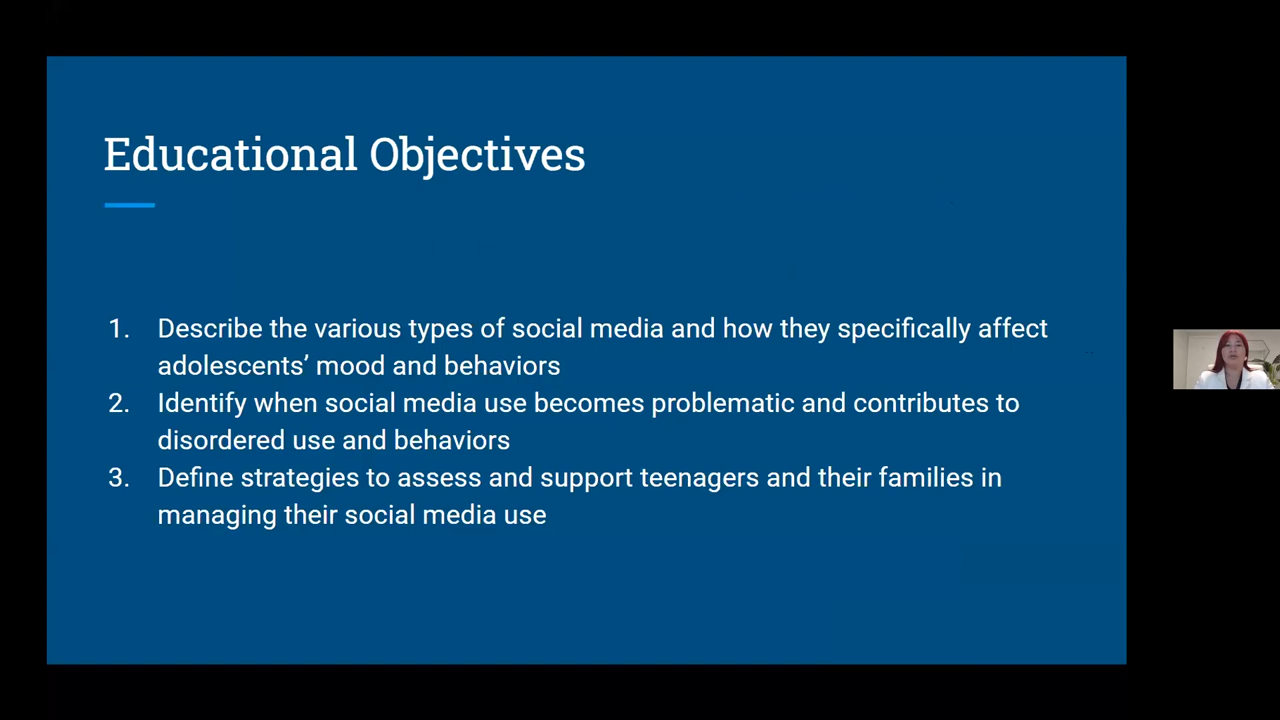 Educational Objectives
1. Describe the various types of social media and how they specifically affect
adolescents’ mood and behaviors
2. Identify when social media use becomes problematic and contributes to
disordered use and behaviors
3. Define strategies to assess and support teenagers and their families in
managing their social media use